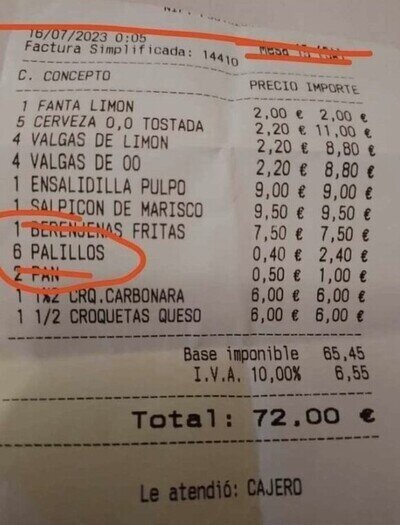 16/07/2023 0:05
Factura Simplificada: 14410
C. CONCEPTO PRECIO IMPORTE
1 FANTA LIMON 2,00 € 2,00 €
5 CERVEZA 0,0 TOSTADA 2,20 € 11,00 €
4 VALGAS DE LIMON 2,20 € 8,80 €
4 VALGAS DE OO 2,20 € 8,80 €
1 ENSALIDILLA PULPO 9,00 € 9,00 €
1 SALPICON DE MARISCO 9,50 € 9,50 €
1 BERENJENAS FRITAS 7,50 € 7,50 €
6 PALILLOS 0,40 € 2,40 €
2 PAN 0,50 € 1,00 €
1 1%2 CRQ.CARBONARA 6,00 € 6,00 €
1 1/2 CROQUETAS QUESO 6,00 € 6,00 €
Base imponible 65,45
I.V.A. 10,00% 6,55
Total: 72,00 €
Le atendió: CAJERO